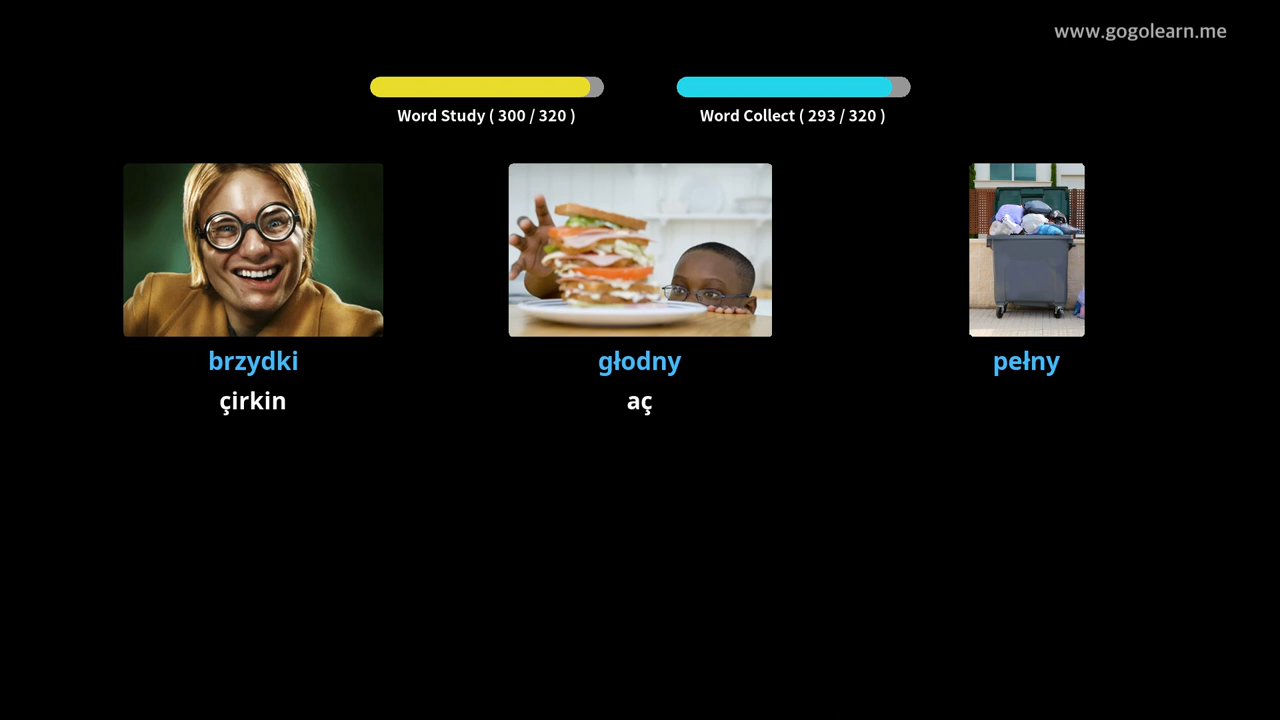 www.gogolearn.me
Word Study ( 300 / 320 )
Word Collect ( 293 / 320 )
brzydki
głodny
pełny
çirkin
aç